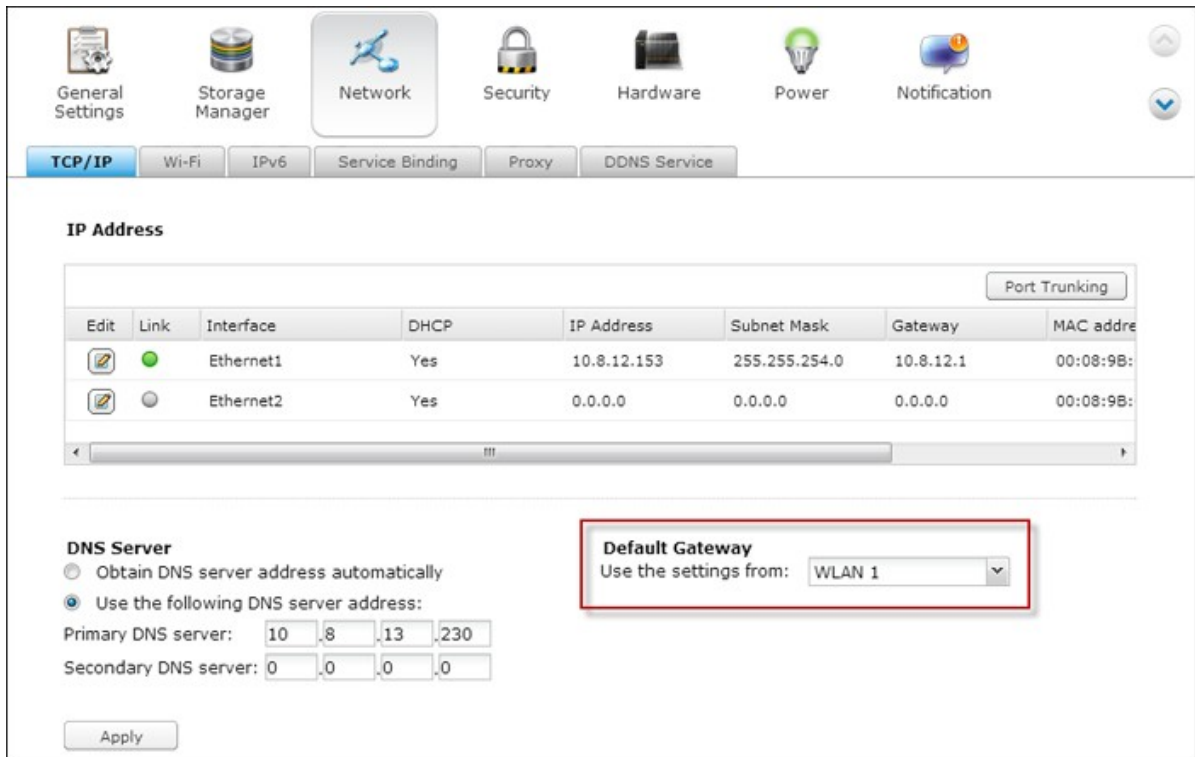 General Settings
Storage Manager
Network
Security
Hardware
Power
Notification
TCP/IP Wi-Fi IPv6 Service Binding Proxy DDNS Service
IP Address
Port Trunking
Edit Link Interface DHCP IP Address Subnet Mask Gateway MAC addre
Ethernet1 Yes 10.8.12.153 255.255.254.0 10.8.12.1 00:08:9B:
Ethernet2 Yes 0.0.0.0 0.0.0.0 0.0.0.0 00:08:9B:
DNS Server
Obtain DNS server address automatically
Use the following DNS server address:
Primary DNS server: 10 .8 .13 .230
Secondary DNS server: 0 .0 .0 .0
Default Gateway
Use the settings from: WLAN 1
Apply